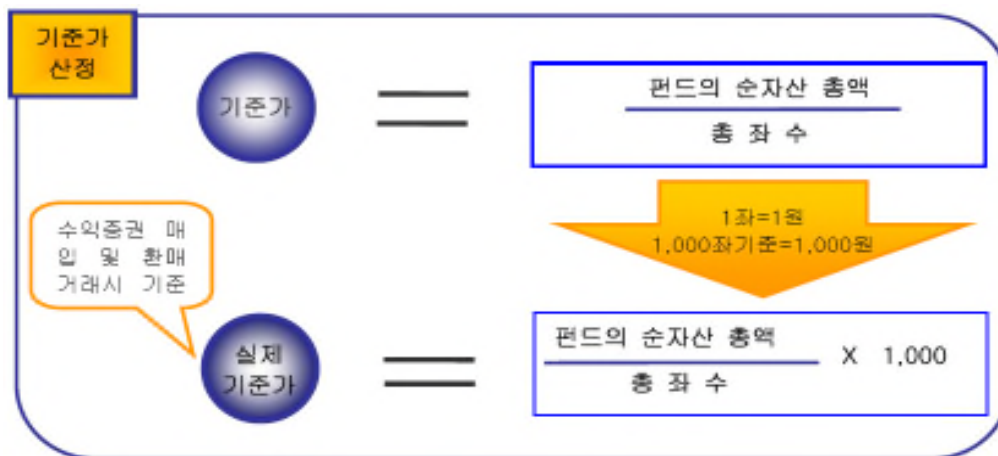 기준가
산정
기준가
펀드의 순자산 총액
총 좌 수
1좌=1원
1,000좌기준=1,000원
수익증권 매
입 및 환매
거래시 기준
실제
기준가
펀드의 순자산 총액
총 좌 수
X 1,000